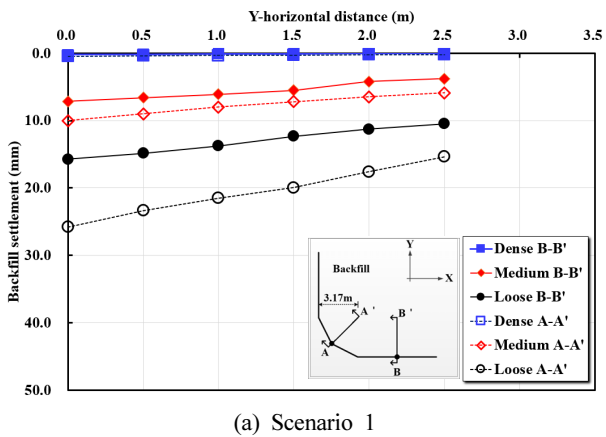 Y-horizontal distance (m)
0.0 0.5 1.0 1.5 2.0 2.5 3.0
0.0
10.0
20.0
30.0
40.0
50.0
Backfill settlement (mm)
Backfill
Y
X
3.17m
A '
A
B '
B
Dense B-B'
Medium B-B'
Loose B-B'
Dense A-A'
Medium A-A'
Loose A-A'
(a) Scenario 1